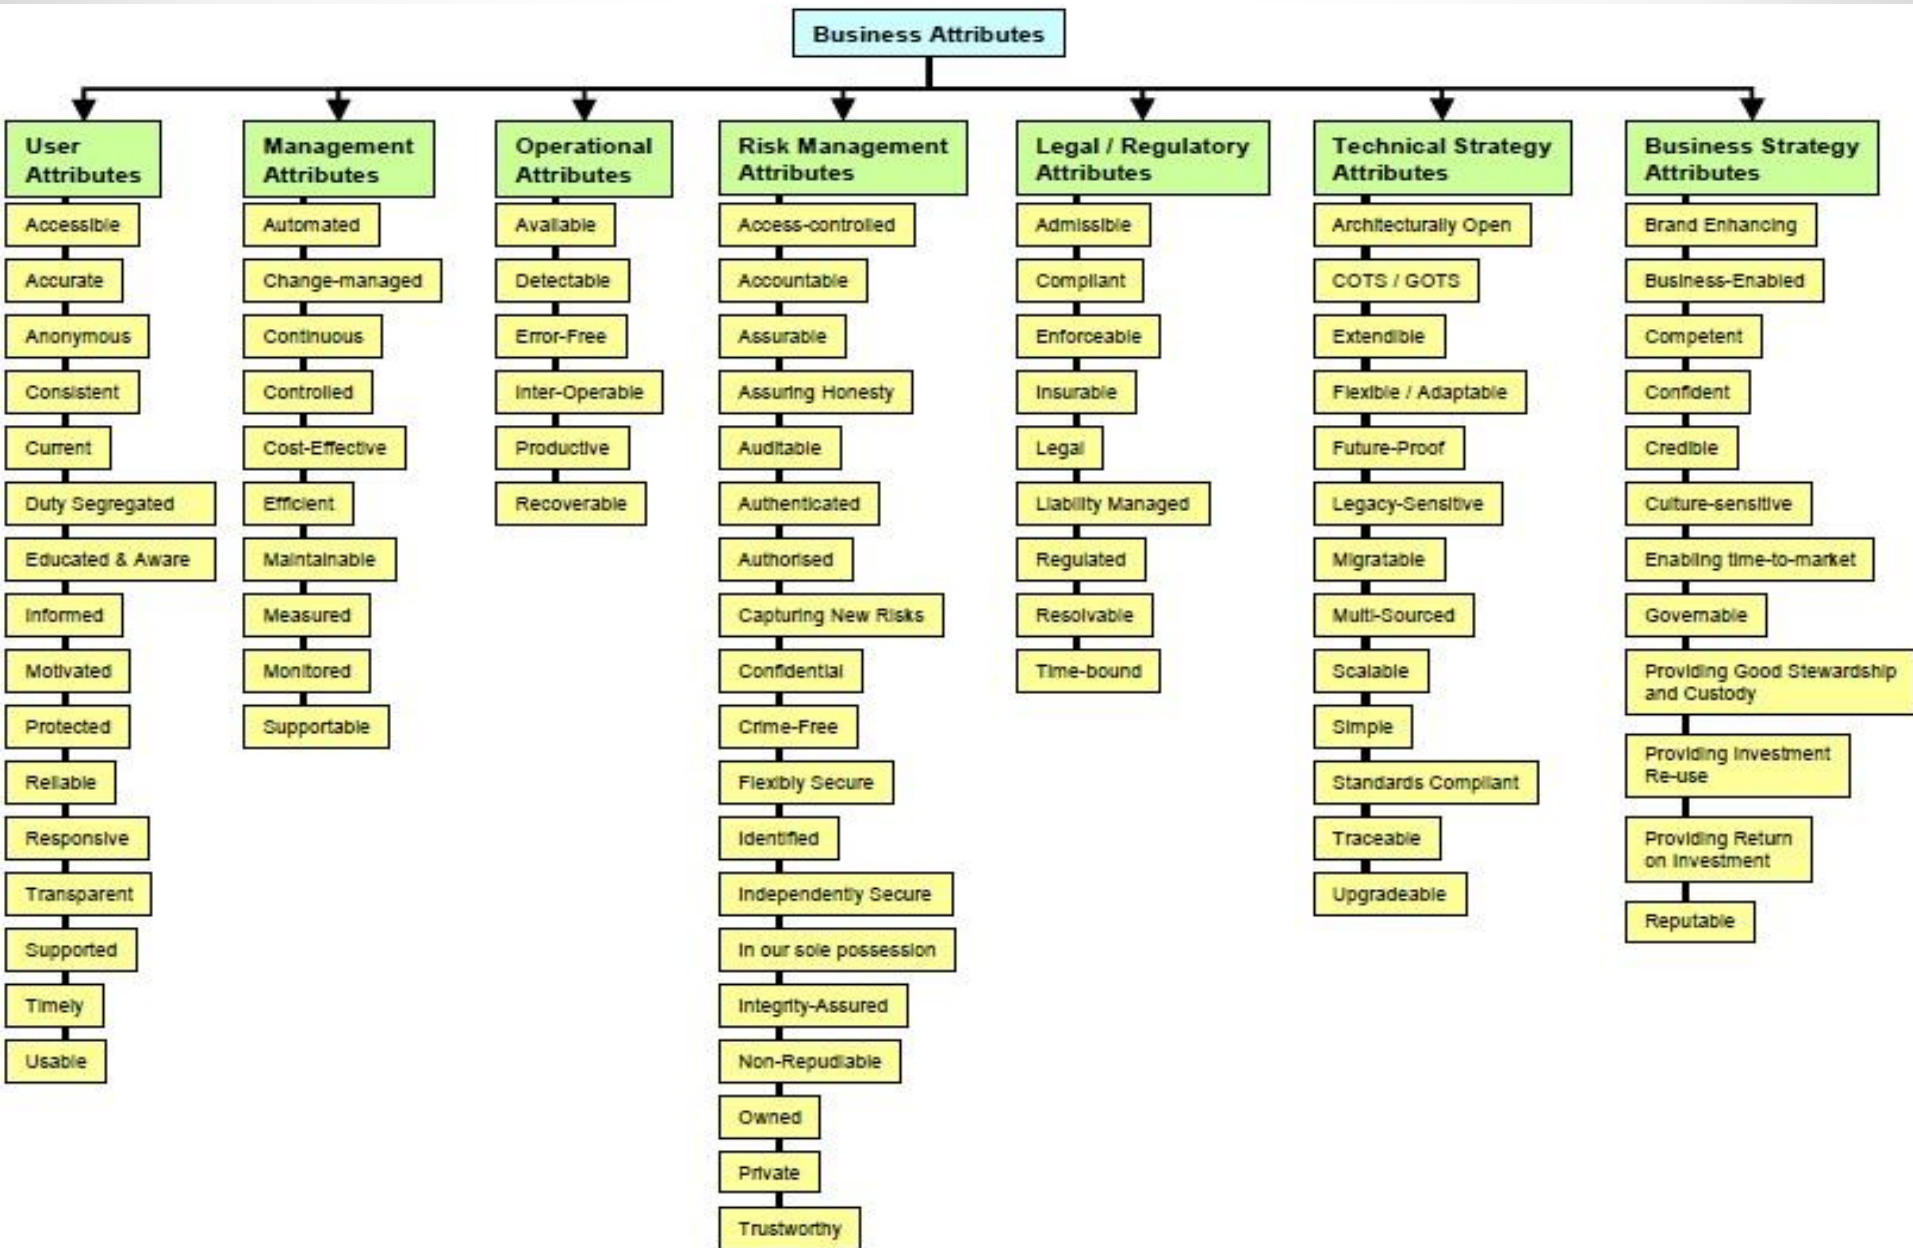 Business Attributes
User
Attributes
Accessible
Accurate
Anonymous
Consistent
Current
Duty Segregated
Educated & Aware
Informed
Motivated
Protected
Reliable
Responsive
Transparent
Supported
Timely
Usable
Management
Attributes
Automated
Change-managed
Continuous
Controlled
Cost-Effective
Efficient
Maintainable
Measured
Monitored
Supportable
Operational
Attributes
Available
Detectable
Error-Free
Inter-Operable
Productive
Recoverable
Risk Management
Attributes
Access-controlled
Accountable
Assurable
Assuring Honesty
Auditable
Authenticated
Authorised
Capturing New Risks
Confidential
Crime-Free
Flexibly Secure
Identified
Independently Secure
In our sole possession
Integrity-Assured
Non-Repudiable
Owned
Private
Trustworthy
Legal / Regulatory
Attributes
Admissible
Compliant
Enforceable
Insurable
Legal
Liability Managed
Regulated
Resolvable
Time-bound
Technical Strategy
Attributes
Architecturally Open
COTS / GOTS
Extendible
Flexible / Adaptable
Future-Proof
Legacy-Sensitive
Migratable
Multi-Sourced
Scalable
Simple
Standards Compliant
Traceable
Upgradeable
Business Strategy
Attributes
Brand Enhancing
Business-Enabled
Competent
Confident
Credible
Culture-sensitive
Enabling time-to-market
Governable
Providing Good Stewardship
and Custody
Providing Investment
Re-use
Providing Return
on Investment
Reputable